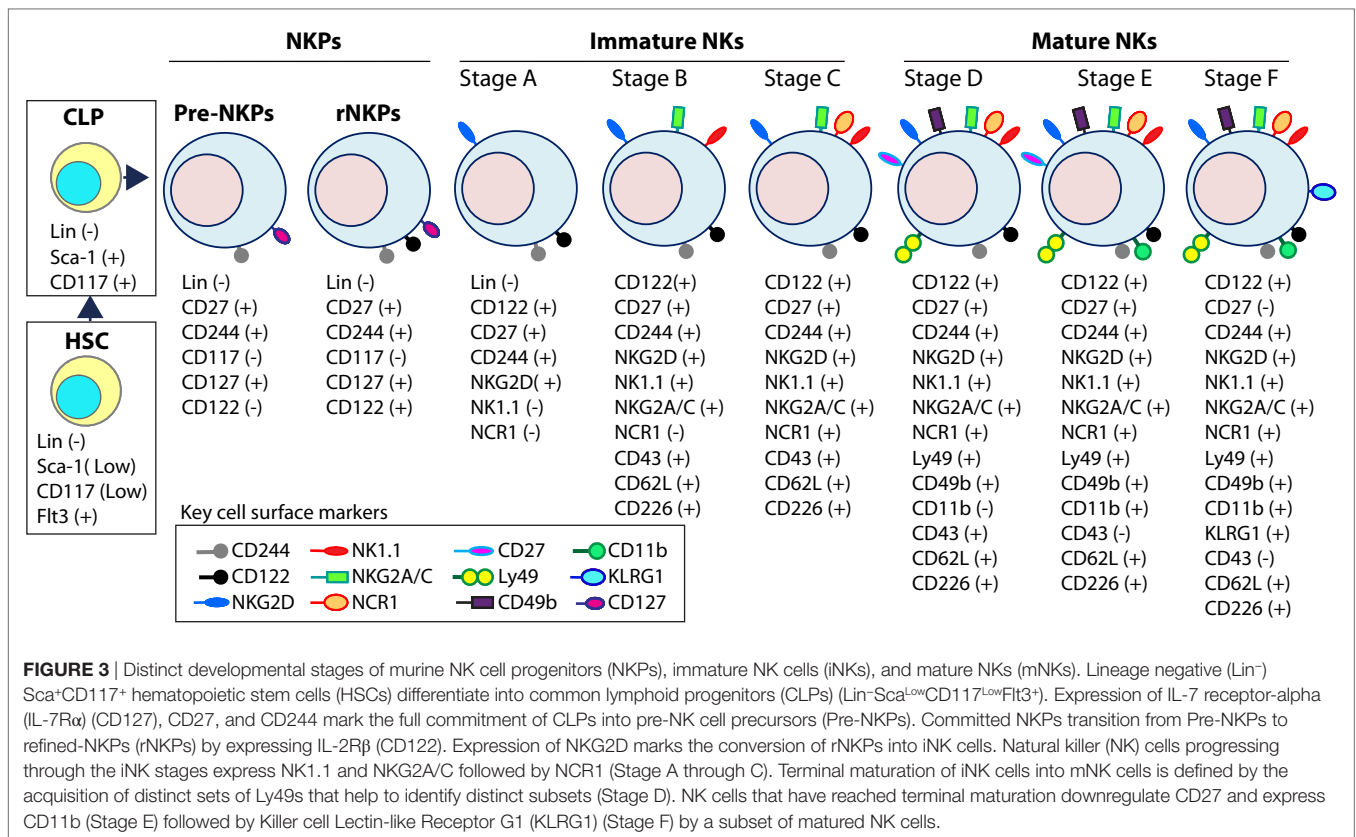 NKPs
Immature NKs
Mature NKs
Stage A
Stage B
Stage C
Stage D
Stage E
Stage F
CLP
Lin (-)
Sca-1 (+)
CD117 (+)
HSC
Lin (-)
Sca-1( Low)
CD117 (Low)
Flt3 (+)
Pre-NKPs
Lin (-)
CD27 (+)
CD244 (+)
CD117 (-)
CD127 (+)
CD122 (-)
rNKPs
Lin (-)
CD27 (+)
CD244 (+)
CD117 (-)
CD127 (+)
CD122 (+)
Lin (-)
CD122 (+)
CD27 (+)
CD244 (+)
NKG2D( +)
NK1.1 (-)
NCR1 (-)
CD122(+)
CD27 (+)
CD244 (+)
NKG2D (+)
NK1.1 (+)
NKG2A/C (+)
NCR1 (-)
CD43 (+)
CD62L (+)
CD226 (+)
CD122 (+)
CD27 (+)
CD244 (+)
NKG2D (+)
NK1.1 (+)
NKG2A/C (+)
NCR1 (+)
CD43 (+)
CD62L (+)
CD226 (+)
CD122 (+)
CD27 (+)
CD244 (+)
NKG2D (+)
NK1.1 (+)
NKG2A/C (+)
NCR1 (+)
Ly49 (+)
CD49b (+)
CD11b (-)
CD43 (+)
CD62L (+)
CD226 (+)
CD122 (+)
CD27 (+)
CD244 (+)
NKG2D (+)
NK1.1 (+)
NKG2A/C (+)
NCR1 (+)
Ly49 (+)
CD49b (+)
CD11b (+)
CD43 (-)
CD62L (+)
CD226 (+)
CD122 (+)
CD27 (-)
CD244 (+)
NKG2D (+)
NK1.1 (+)
NKG2A/C (+)
NCR1 (+)
Ly49 (+)
CD49b (+)
CD11b (+)
KLRG1 (+)
CD43 (-)
CD62L (+)
CD226 (+)
Key cell surface markers
CD244 NK1.1 CD27 CD11b
CD122 NKG2A/C Ly49 KLRG1
NKG2D NCR1 CD49b CD127
FIGURE 3 | Distinct developmental stages of murine NK cell progenitors (NKPs), immature NK cells (iNKs), and mature NKs (mNKs). Lineage negative (Lin⁻)
Sca⁺CD117⁺ hematopoietic stem cells (HSCs) differentiate into common lymphoid progenitors (CLPs) (Lin⁻Sca^LowCD117^LowFlt3⁺). Expression of IL-7 receptor-alpha
(IL-7Rα) (CD127), CD27, and CD244 mark the full commitment of CLPs into pre-NK cell precursors (Pre-NKPs). Committed NKPs transition from Pre-NKPs to
refined-NKPs (rNKPs) by expressing IL-2Rβ (CD122). Expression of NKG2D marks the conversion of rNKPs into iNK cells. Natural killer (NK) cells progressing
through the iNK stages express NK1.1 and NKG2A/C followed by NCR1 (Stage A through C). Terminal maturation of iNK cells into mNK cells is defined by the
acquisition of distinct sets of Ly49s that help to identify distinct subsets (Stage D). NK cells that have reached terminal maturation downregulate CD27 and express
CD11b (Stage E) followed by Killer cell Lectin-like Receptor G1 (KLRG1) (Stage F) by a subset of matured NK cells.